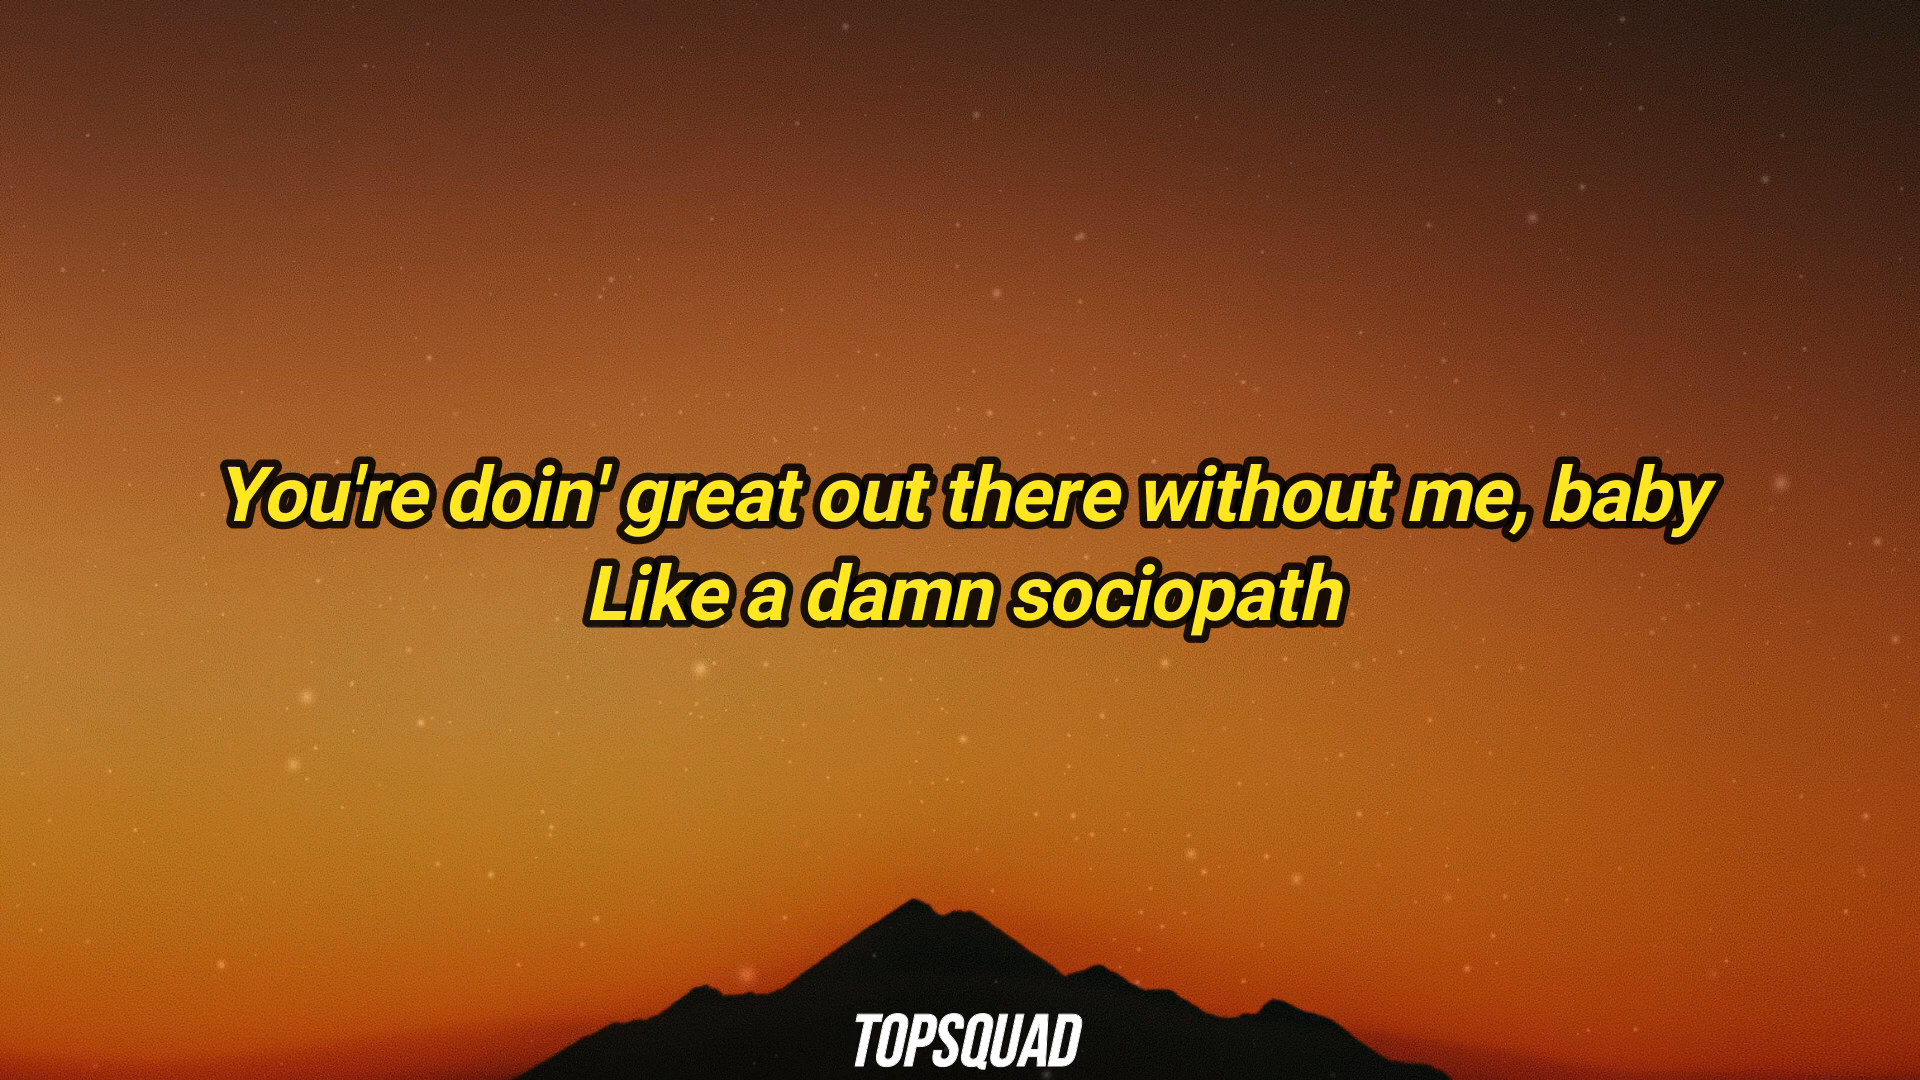 You're doin' great out there without me, baby
Like a damn sociopath
TOPSQUAD